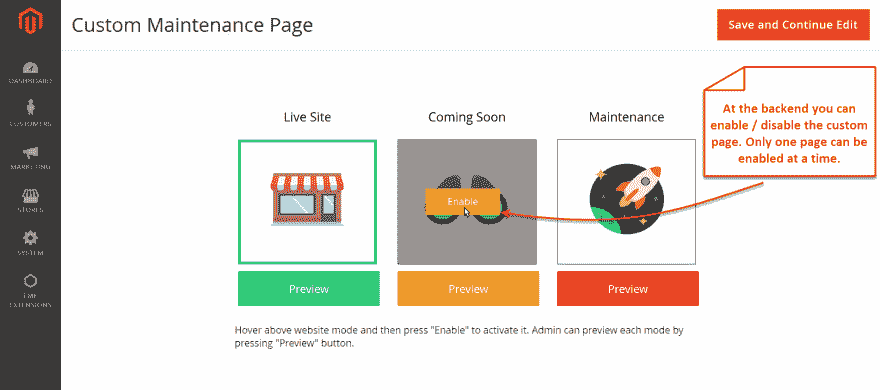 Custom Maintenance Page
Save and Continue Edit
DASHBOARD
CUSTOMERS
MARKETING
STORES
SYSTEM
EXTENSIONS
At the backend you can
enable / disable the custom
page. Only one page can be
enabled at a time.
Live Site
Coming Soon
Maintenance
Enable
Preview
Preview
Preview
Hover above website mode and then press "Enable" to activate it. Admin can preview each mode by
pressing "Preview" button.